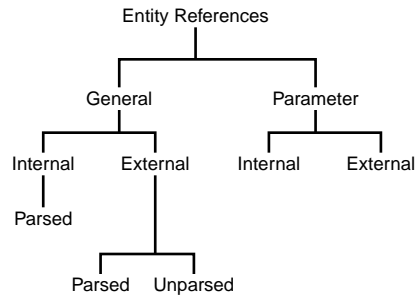 Entity References
General Parameter
Internal External Internal External
Parsed
Parsed Unparsed